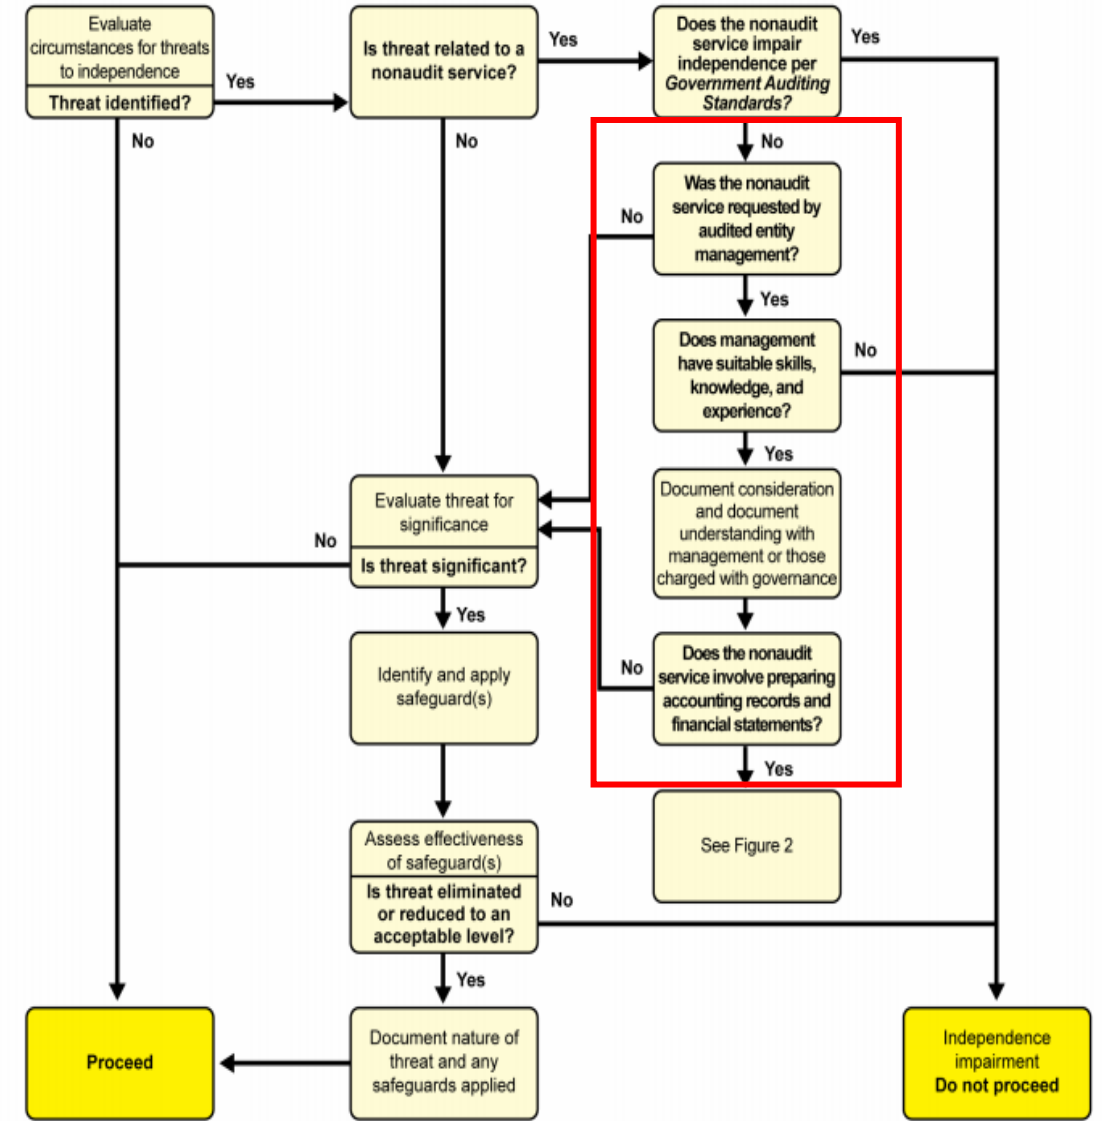 Evaluate
circumstances for threats
to independence
Threat identified?
Yes
No
Is threat related to a
nonaudit service?
Yes
No
Does the nonaudit
service impair
independence per
Government Auditing
Standards?
Yes
No
Was the nonaudit
service requested by
audited entity
management?
No
Yes
Does management
have suitable skills,
knowledge, and
experience?
No
Yes
Document consideration
and document
understanding with
management or those
charged with governance
Does the nonaudit
service involve preparing
accounting records and
financial statements?
No
Yes
See Figure 2
Evaluate threat for
significance
Is threat significant?
No
Yes
Identify and apply
safeguard(s)
Assess effectiveness
of safeguard(s)
Is threat eliminated
or reduced to an
acceptable level?
No
Yes
Document nature of
threat and any
safeguards applied
Proceed
Independence
impairment
Do not proceed